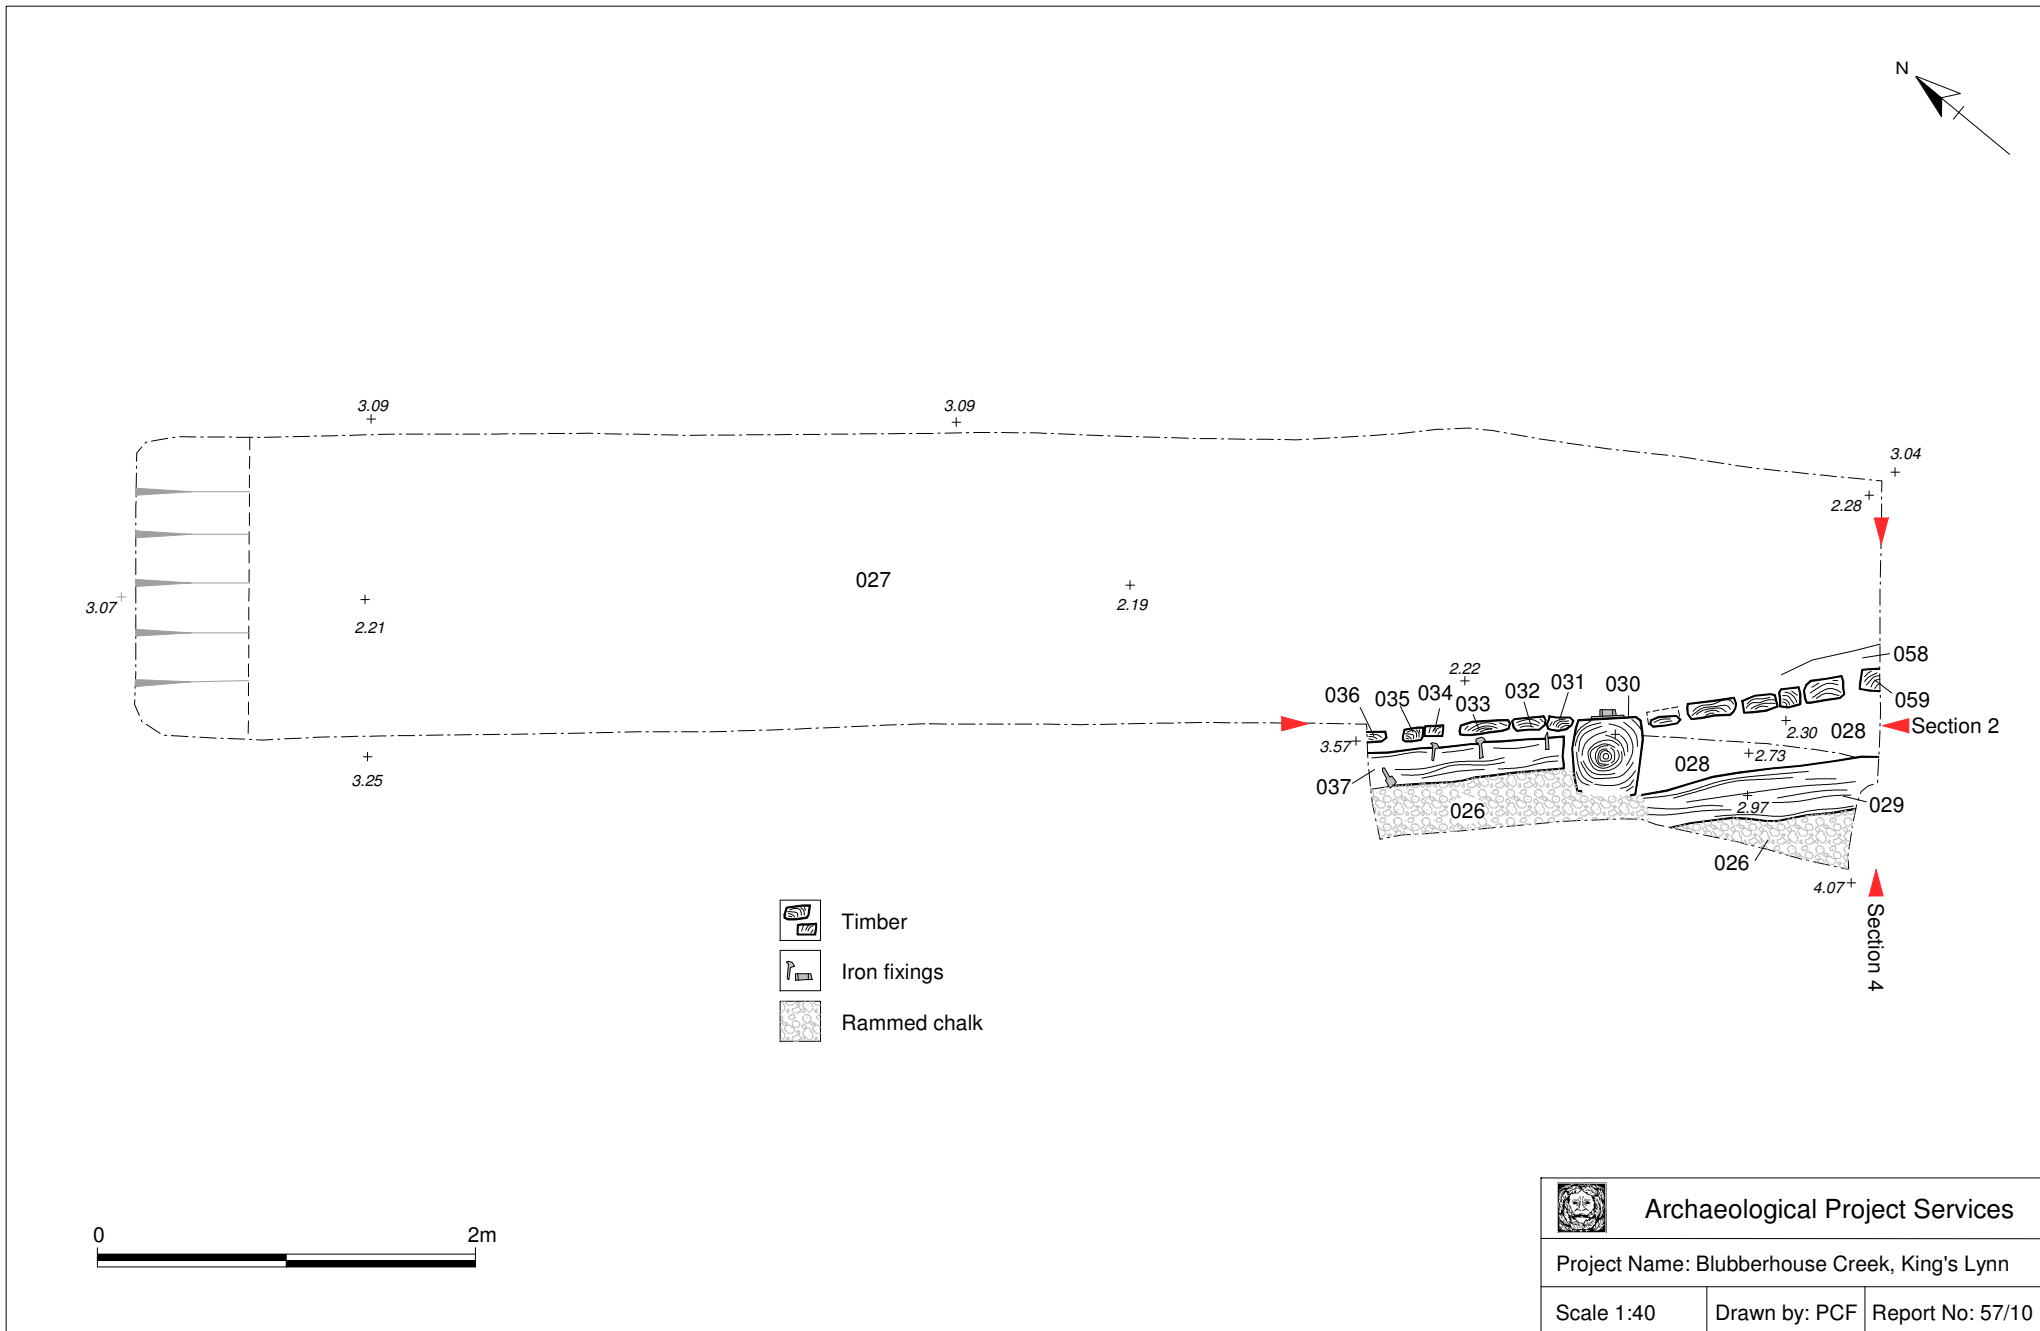 N
3.09
3.09
3.04
2.28
027
3.07
2.21
2.19
2.22
058
036
035
034
033
032
031
030
059
3.57
2.30
028
Section 2
028
2.73
037
026
2.97
029
026
3.25
4.07
Section 4
Timber
Iron fixings
Rammed chalk
0
2m
Archaeological Project Services
Project Name: Blubberhouse Creek, King's Lynn
Scale 1:40
Drawn by: PCF
Report No: 57/10